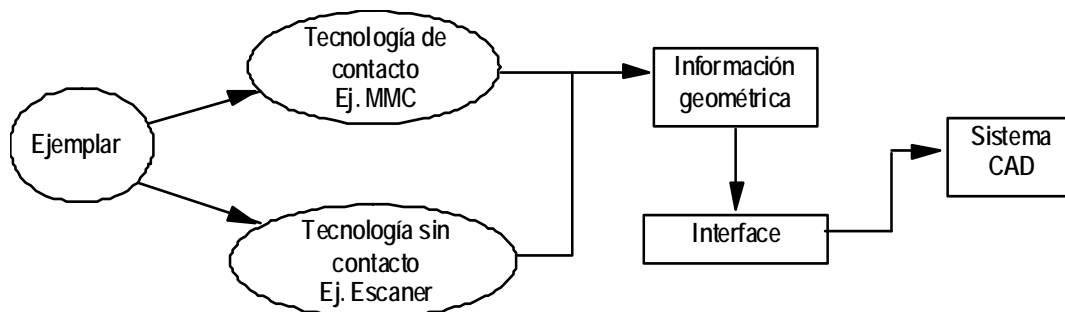 Ejemplar
Tecnología de
contacto
Ej. MMC
Tecnología sin
contacto
Ej. Escaner
Información
geométrica
Interface
Sistema
CAD